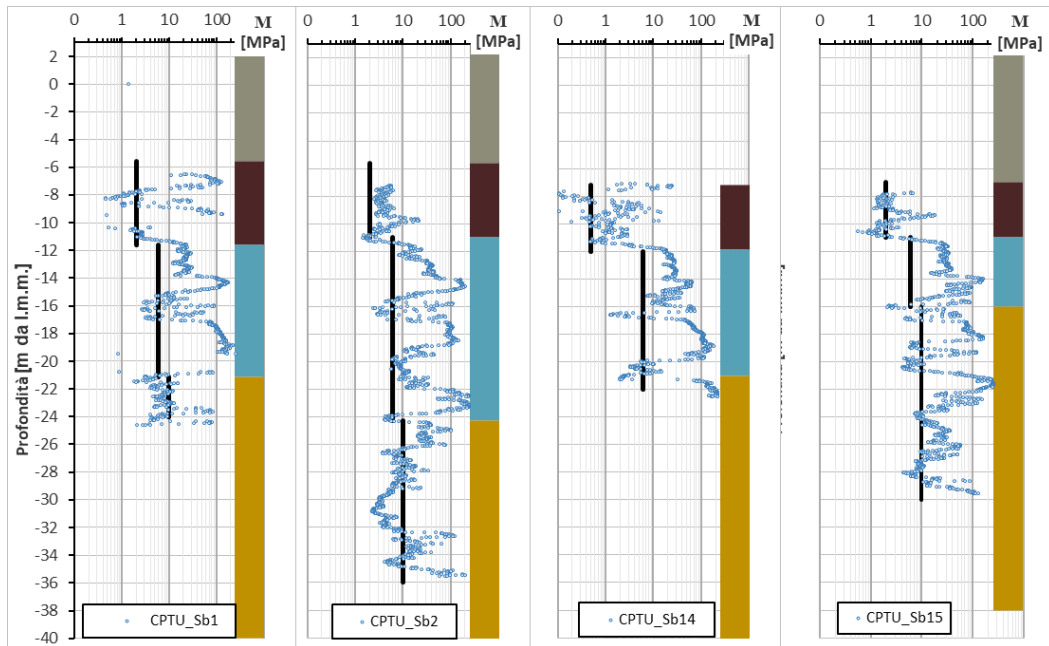 0 1 10 100 M
[MPa]
0 1 10 100 M
[MPa]
0 1 10 100 M
[MPa]
0 1 10 100 M
[MPa]
2
0
-2
-4
-6
-8
-10
-12
-14
-16
-18
-20
-22
-24
-26
-28
-30
-32
-34
-36
-38
-40
Profondità [m da l.m.m.]
CPTU_Sb1
CPTU_Sb2
CPTU_Sb14
CPTU_Sb15